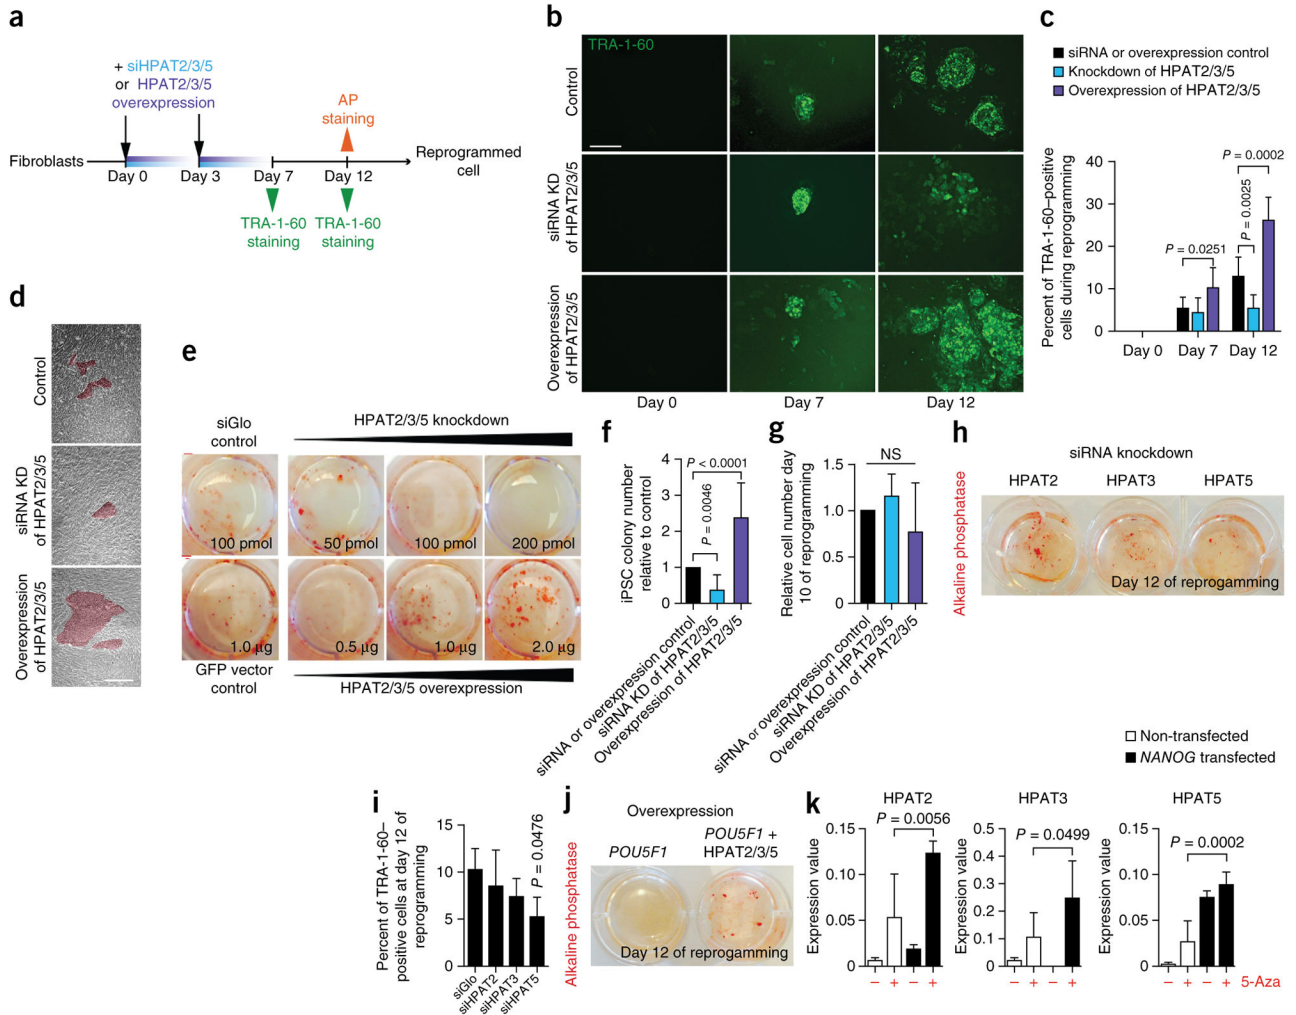 a
+ siHPAT2/3/5
or HPAT2/3/5
overexpression
AP
staining
Fibroblasts
Day 0
Day 3
Day 7
Day 12
Reprogrammed
cell
TRA-1-60
staining
TRA-1-60
staining
b
TRA-1-60
Control
siRNA KD
of HPAT2/3/5
Overexpression
of HPAT2/3/5
Day 0
Day 7
Day 12
c
siRNA or overexpression control
Knockdown of HPAT2/3/5
Overexpression of HPAT2/3/5
Percent of TRA-1-60–positive
cells during reprogramming
40
30
20
10
0
P = 0.0251
P = 0.0025
P = 0.0002
Day 0
Day 7
Day 12
d
Control
siRNA KD
of HPAT2/3/5
Overexpression
of HPAT2/3/5
e
siGlo
control
HPAT2/3/5 knockdown
100 pmol
50 pmol
100 pmol
200 pmol
1.0 µg
0.5 µg
1.0 µg
2.0 µg
GFP vector
control
HPAT2/3/5 overexpression
f
iPSC colony number
relative to control
4
3
2
1
0
P < 0.0001
P = 0.0046
siRNA or overexpression control
siRNA KD of HPAT2/3/5
Overexpression of HPAT2/3/5
g
Relative cell number day
10 of reprogramming
1.5
1.0
0.5
0
NS
siRNA or overexpression control
siRNA KD of HPAT2/3/5
Overexpression of HPAT2/3/5
h
siRNA knockdown
HPAT2
HPAT3
HPAT5
Alkaline phosphatase
Day 12 of reprogamming
i
Percent of TRA-1-60–
positive cells at day 12 of
reprogramming
15
10
5
0
P = 0.0476
siGlo
siHPAT2
siHPAT3
siHPAT5
j
Overexpression
POU5F1
POU5F1 +
HPAT2/3/5
Alkaline phosphatase
Day 12 of reprogamming
Non-transfected
NANOG transfected
k
HPAT2
P = 0.0056
Expression value
0.15
0.10
0.05
0
– + – +
HPAT3
P = 0.0499
Expression value
0.5
0.4
0.3
0.2
0.1
0
– + – +
HPAT5
P = 0.0002
Expression value
0.15
0.10
0.05
0
– + – +
5-Aza